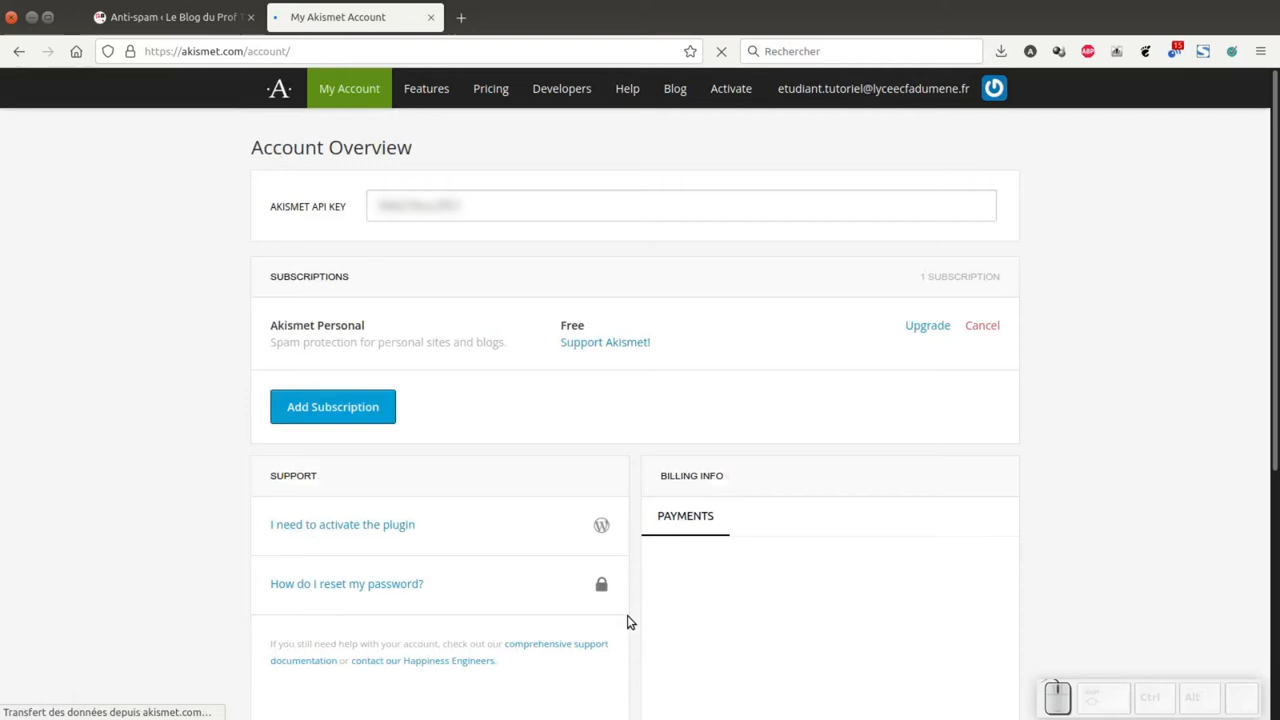 Anti-spam ‹ Le Blog du Prof T
My Akismet Account
https://akismet.com/account/
Rechercher
15
·A·
My Account
Features
Pricing
Developers
Help
Blog
Activate
etudiant.tutoriel@lyceecfadumene.fr
Account Overview
AKISMET API KEY
SUBSCRIPTIONS
1 SUBSCRIPTION
Akismet Personal
Free
Upgrade
Cancel
Spam protection for personal sites and blogs.
Support Akismet!
Add Subscription
SUPPORT
BILLING INFO
I need to activate the plugin
PAYMENTS
How do I reset my password?
If you still need help with your account, check out our comprehensive support
documentation or contact our Happiness Engineers.
Transfert des données depuis akismet.com…
Ctrl
Alt